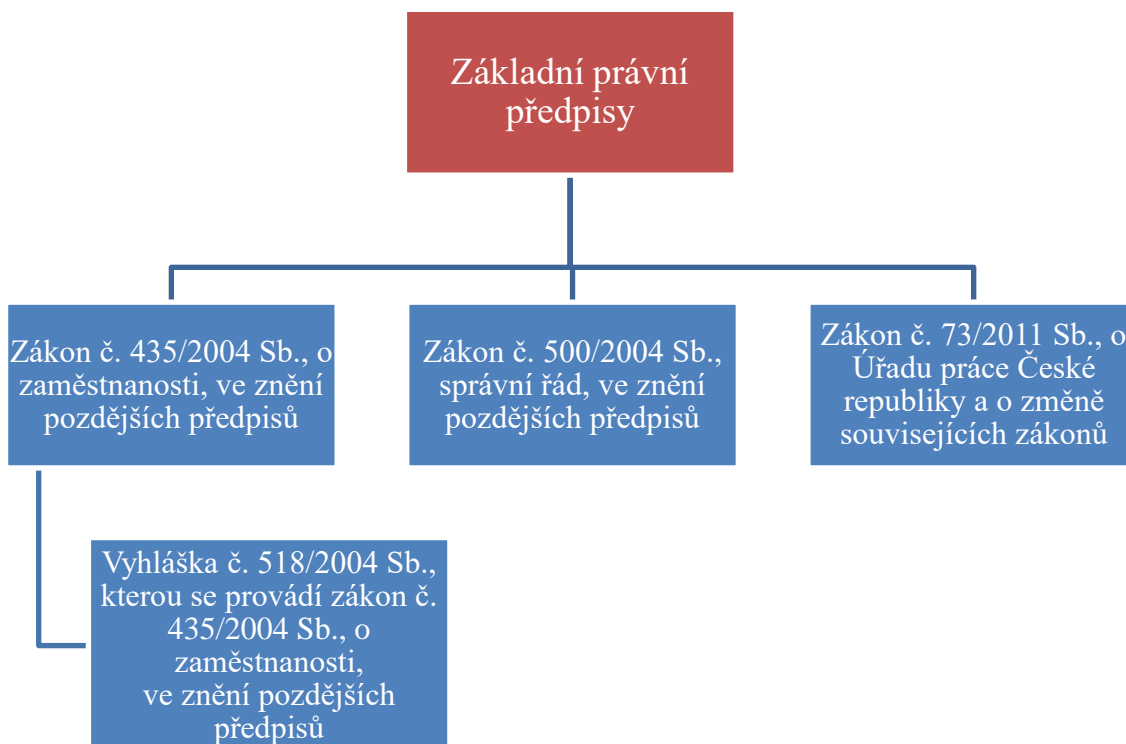 Základní právní
předpisy
Zákon č. 435/2004 Sb., o
zaměstnanosti, ve znění
pozdějších předpisů
Zákon č. 500/2004 Sb.,
správní řád, ve znění
pozdějších předpisů
Zákon č. 73/2011 Sb., o
Úřadu práce České
republiky a o změně
souvisejících zákonů
Vyhláška č. 518/2004 Sb.,
kterou se provádí zákon č.
435/2004 Sb., o
zaměstnanosti,
ve znění pozdějších
předpisů